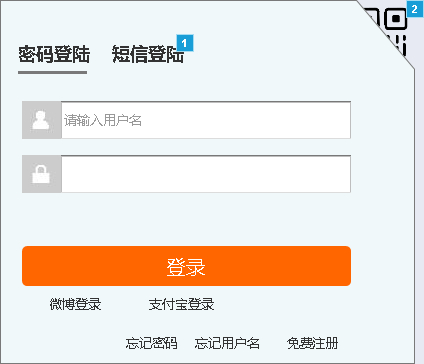 2
密码登陆 短信登陆 1
请输入用户名
登录
微博登录 支付宝登录
忘记密码 忘记用户名 免费注册